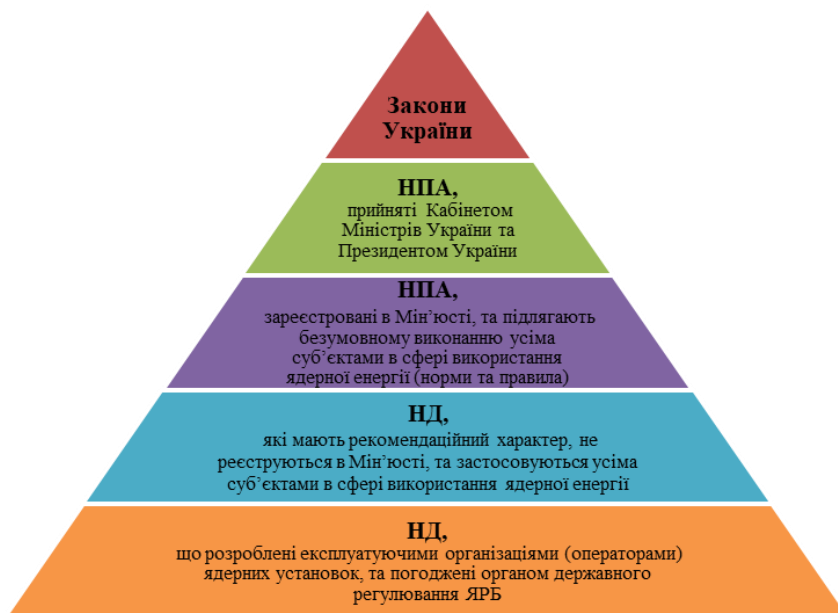 Закони
України
НПА,
прийняті Кабінетом
Міністрів України та
Президентом України
НПА,
зареєстровані в Мін’юсті, та підлягають
безумовному виконанню усіма
суб’єктами в сфері використання
ядерної енергії (норми та правила)
НД,
які мають рекомендаційний характер, не
реєструються в Мін’юсті, та застосовуються усіма
суб’єктами в сфері використання ядерної енергії
НД,
що розроблені експлуатуючими організаціями (операторами)
ядерних установок, та погоджені органом державного
регулювання ЯРБ